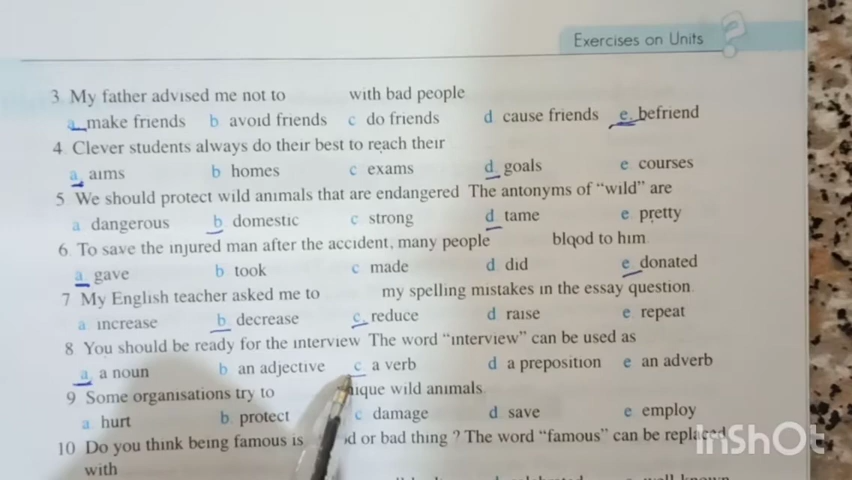 Exercises on Units ?
3 My father advised me not to with bad people
a. make friends b avoid friends c do friends d cause friends e. befriend
4. Clever students always do their best to reach their
a. aims b homes c exams d. goals e courses
5 We should protect wild animals that are endangered The antonyms of “wild” are
a dangerous b domestic c strong d tame e. pretty
6. To save the injured man after the accident, many people blood to him
a. gave b took c made d did e. donated
7 My English teacher asked me to my spelling mistakes in the essay question
a. increase b decrease c. reduce d raise e. repeat
8 You should be ready for the interview The word “interview” can be used as
a. a noun b an adjective c a verb d a preposition e an adverb
9 Some organisations try to wild animals
a. hurt b. protect c damage d save e employ
10 Do you think being famous is or bad thing ? The word “famous” can be replaced
with
InShOt